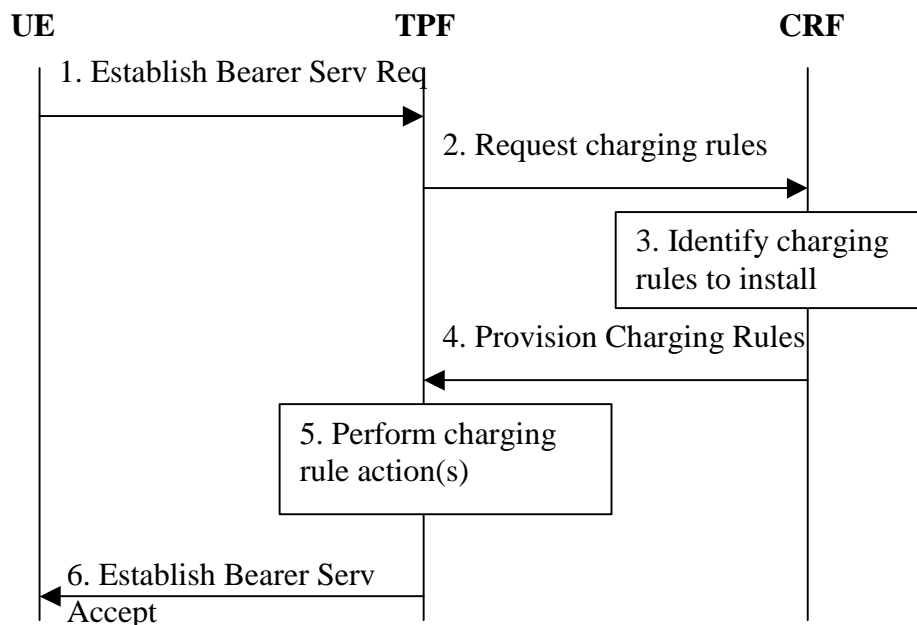 UE TPF CRF
1. Establish Bearer Serv Req
2. Request charging rules
3. Identify charging
rules to install
4. Provision Charging Rules
5. Perform charging
rule action(s)
6. Establish Bearer Serv
Accept